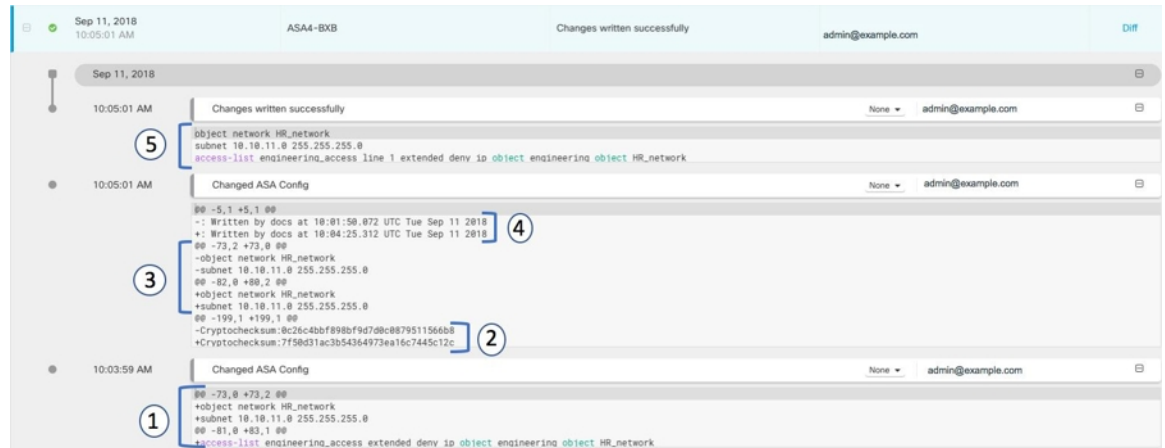 Sep 11, 2018
10:05:01 AM
ASA4-BXB
Changes written successfully
admin@example.com
Diff
Sep 11, 2018
10:05:01 AM
Changes written successfully
None
admin@example.com
5
object network HR_network
subnet 10.10.11.0 255.255.255.0
access-list engineering_access line 1 extended deny ip object engineering object HR_network
10:05:01 AM
Changed ASA Config
None
admin@example.com
@@ -5,1 +5,1 @@
-: Written by docs at 10:01:50.072 UTC Tue Sep 11 2018
+: Written by docs at 10:04:25.312 UTC Tue Sep 11 2018
4
@@ -73,2 +73,0 @@
-object network HR_network
-subnet 10.10.11.0 255.255.255.0
@@ -82,0 +80,2 @@
+object network HR_network
+subnet 10.10.11.0 255.255.255.0
3
@@ -199,1 +199,1 @@
-Cryptochecksum:0c26c4bbf898bf9d7d0c0879511566b8
+Cryptochecksum:7f50d31ac3b54364973ea16c7445c12c
2
10:03:59 AM
Changed ASA Config
None
admin@example.com
1
@@ -73,0 +73,2 @@
+object network HR_network
+subnet 10.10.11.0 255.255.255.0
@@ -81,0 +83,1 @@
+access-list engineering_access extended deny ip object engineering object HR_network